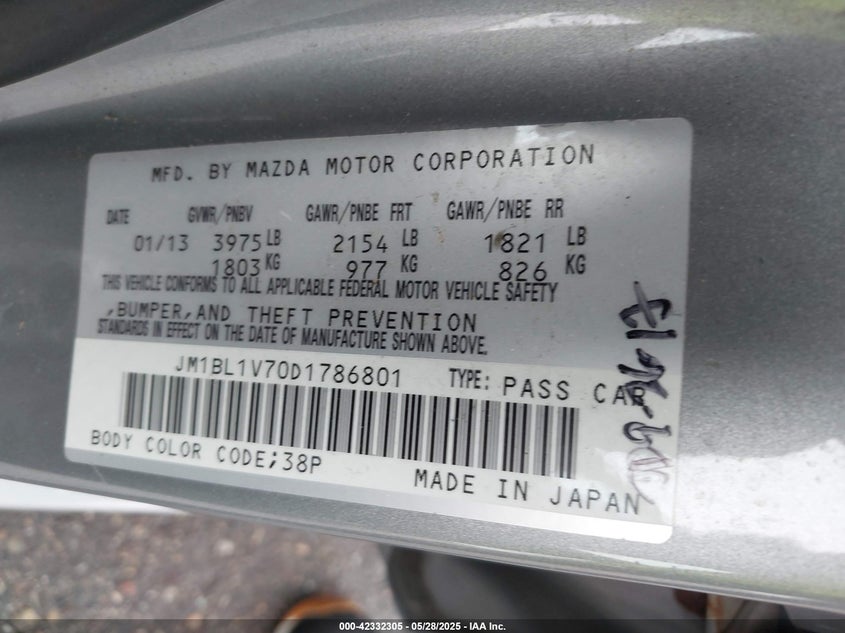 MFD. BY MAZDA MOTOR CORPORATION
DATE GVWR/PNBV GAWR/PNBE FRT GAWR/PNBE RR
01/13 3975 LB 2154 LB 1821 LB
1803 KG 977 KG 826 KG
THIS VEHICLE CONFORMS TO ALL APPLICABLE FEDERAL MOTOR VEHICLE SAFETY
,BUMPER,AND THEFT PREVENTION
STANDARDS IN EFFECT ON THE DATE OF MANUFACTURE SHOWN ABOVE.
JM1BL1V70D1786801 TYPE: PASS CAR
BODY COLOR CODE;38P
MADE IN JAPAN
000-42332305 - 05/28/2025 - IAA Inc.